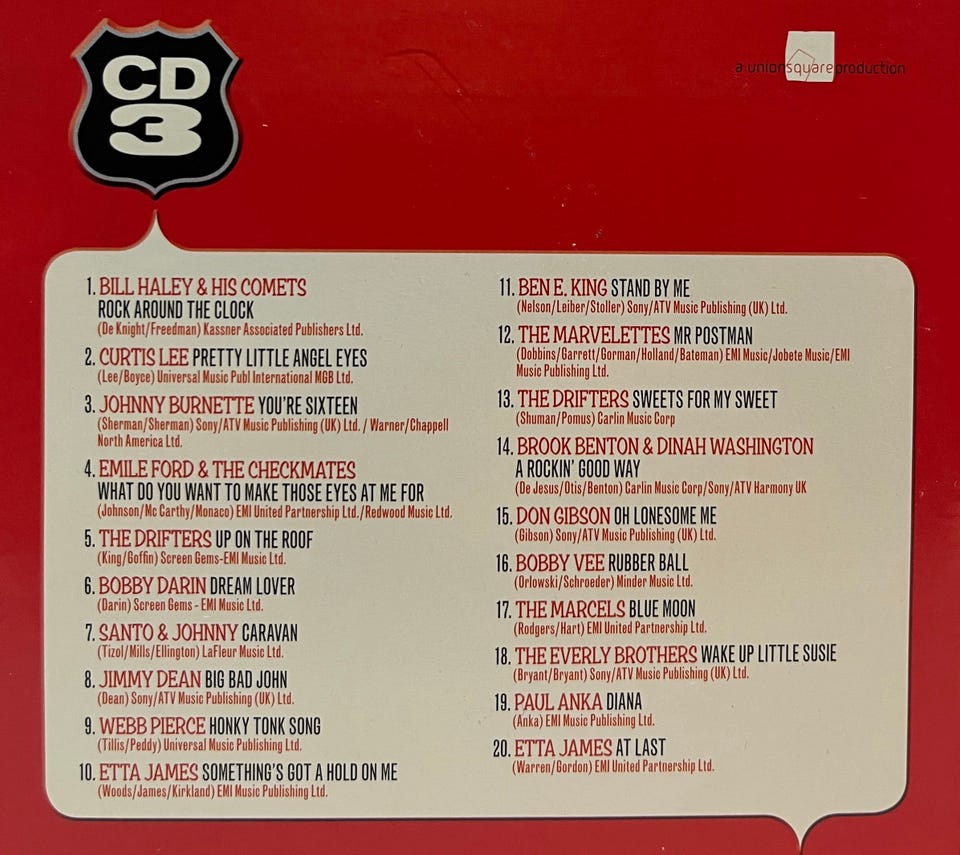 CD
3
a unionsquareproduction
1. BILL HALEY & HIS COMETS
ROCK AROUND THE CLOCK
(De Knight/Freedman) Kassner Associated Publishers Ltd.
2. CURTIS LEE PRETTY LITTLE ANGEL EYES
(Lee/Boyce) Universal Music Publ International MGB Ltd.
3. JOHNNY BURNETTE YOU'RE SIXTEEN
(Sherman/Sherman) Sony/ATV Music Publishing (UK) Ltd. / Warner/Chappell
North America Ltd.
4. EMILE FORD & THE CHECKMATES
WHAT DO YOU WANT TO MAKE THOSE EYES AT ME FOR
(Johnson/Mc Carthy/Monaco) EMI United Partnership Ltd./Redwood Music Ltd.
5. THE DRIFTERS UP ON THE ROOF
(King/Goffin) Screen Gems-EMI Music Ltd.
6. BOBBY DARIN DREAM LOVER
(Darin) Screen Gems - EMI Music Ltd.
7. SANTO & JOHNNY CARAVAN
(Tizol/Mills/Ellington) LaFleur Music Ltd.
8. JIMMY DEAN BIG BAD JOHN
(Dean) Sony/ATV Music Publishing (UK) Ltd.
9. WEBB PIERCE HONKY TONK SONG
(Tillis/Peddy) Universal Music Publishing Ltd.
10. ETTA JAMES SOMETHING'S GOT A HOLD ON ME
(Woods/James/Kirkland) EMI Music Publishing Ltd.
11. BEN E. KING STAND BY ME
(Nelson/Leiber/Stoller) Sony/ATV Music Publishing (UK) Ltd.
12. THE MARVELETTES MR POSTMAN
(Dobbins/Garrett/Gorman/Holland/Bateman) EMI Music/Jobete Music/EMI
Music Publishing Ltd.
13. THE DRIFTERS SWEETS FOR MY SWEET
(Shuman/Pomus) Carlin Music Corp
14. BROOK BENTON & DINAH WASHINGTON
A ROCKIN' GOOD WAY
(De Jesus/Otis/Benton) Carlin Music Corp/Sony/ATV Harmony UK
15. DON GIBSON OH LONESOME ME
(Gibson) Sony/ATV Music Publishing (UK) Ltd.
16. BOBBY VEE RUBBER BALL
(Orlowski/Schroeder) Minder Music Ltd.
17. THE MARCELS BLUE MOON
(Rodgers/Hart) EMI United Partnership Ltd.
18. THE EVERLY BROTHERS WAKE UP LITTLE SUSIE
(Bryant/Bryant) Sony/ATV Music Publishing (UK) Ltd.
19. PAUL ANKA DIANA
(Anka) EMI Music Publishing Ltd.
20. ETTA JAMES AT LAST
(Warren/Gordon) EMI United Partnership Ltd.